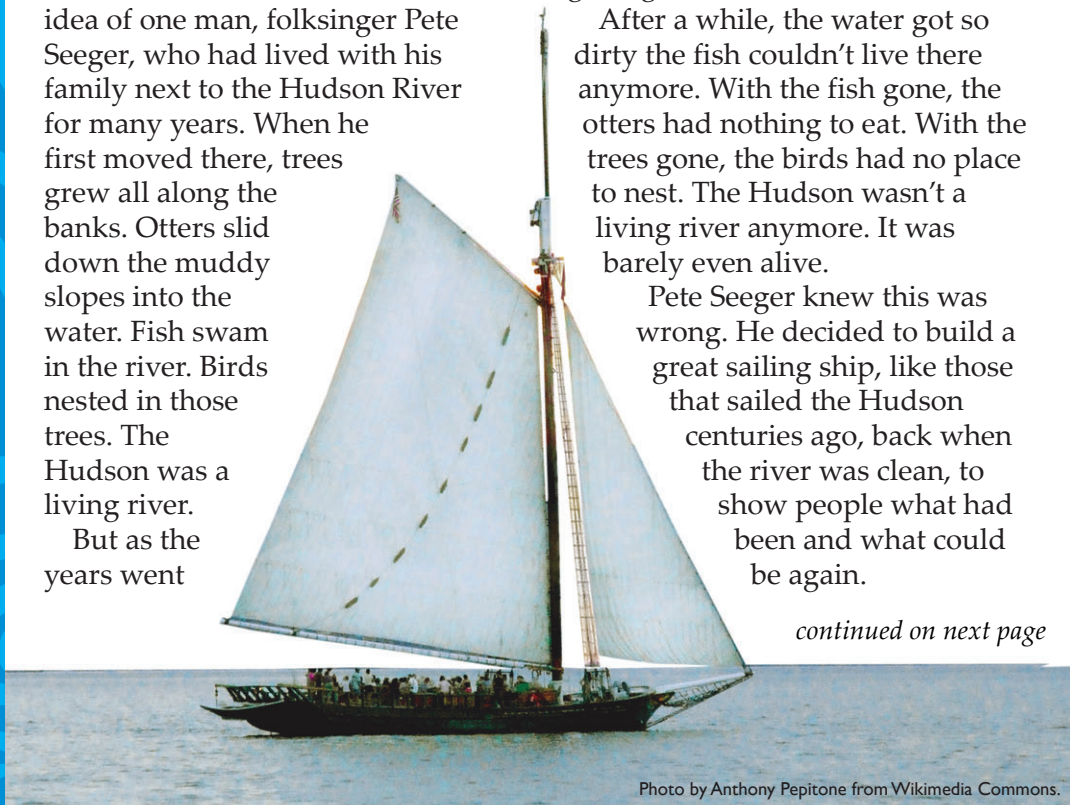 idea of one man, folksinger Pete
Seeger, who had lived with his
family next to the Hudson River
for many years. When he
first moved there, trees
grew all along the
banks. Otters slid
down the muddy
slopes into the
water. Fish swam
in the river. Birds
nested in those
trees. The
Hudson was a
living river.
But as the
years went
After a while, the water got so
dirty the fish couldn’t live there
anymore. With the fish gone, the
otters had nothing to eat. With the
trees gone, the birds had no place
to nest. The Hudson wasn’t a
living river anymore. It was
barely even alive.
Pete Seeger knew this was
wrong. He decided to build a
great sailing ship, like those
that sailed the Hudson
centuries ago, back when
the river was clean, to
show people what had
been and what could
be again.
continued on next page
Photo by Anthony Pepitone from Wikimedia Commons.